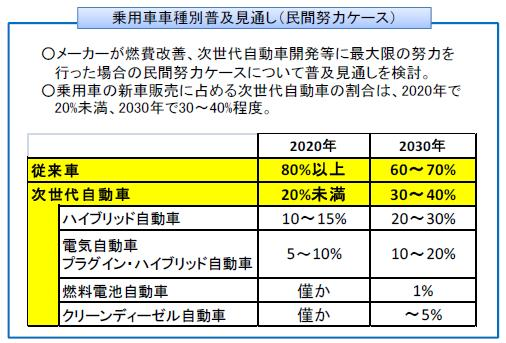 乗用車車種別普及見通し(民間努力ケース)
○メーカーが燃費改善、次世代自動車開発等に最大限の努力を
行った場合の民間努力ケースについて普及見通しを検討。
○乗用車の新車販売に占める次世代自動車の割合は、2020年で
20%未満、2030年で30～40%程度。
2020年 2030年
従来車 80%以上 60～70%
次世代自動車 20%未満 30～40%
ハイブリッド自動車 10～15% 20～30%
電気自動車
プラグイン・ハイブリッド自動車 5～10% 10～20%
燃料電池自動車 僅か 1%
クリーンディーゼル自動車 僅か ～5%